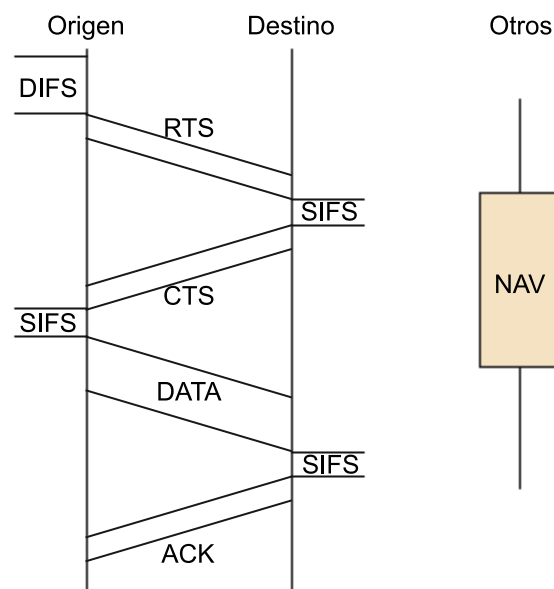 Origen Destino Otros
DIFS
RTS
SIFS
NAV
CTS
SIFS
DATA
SIFS
ACK